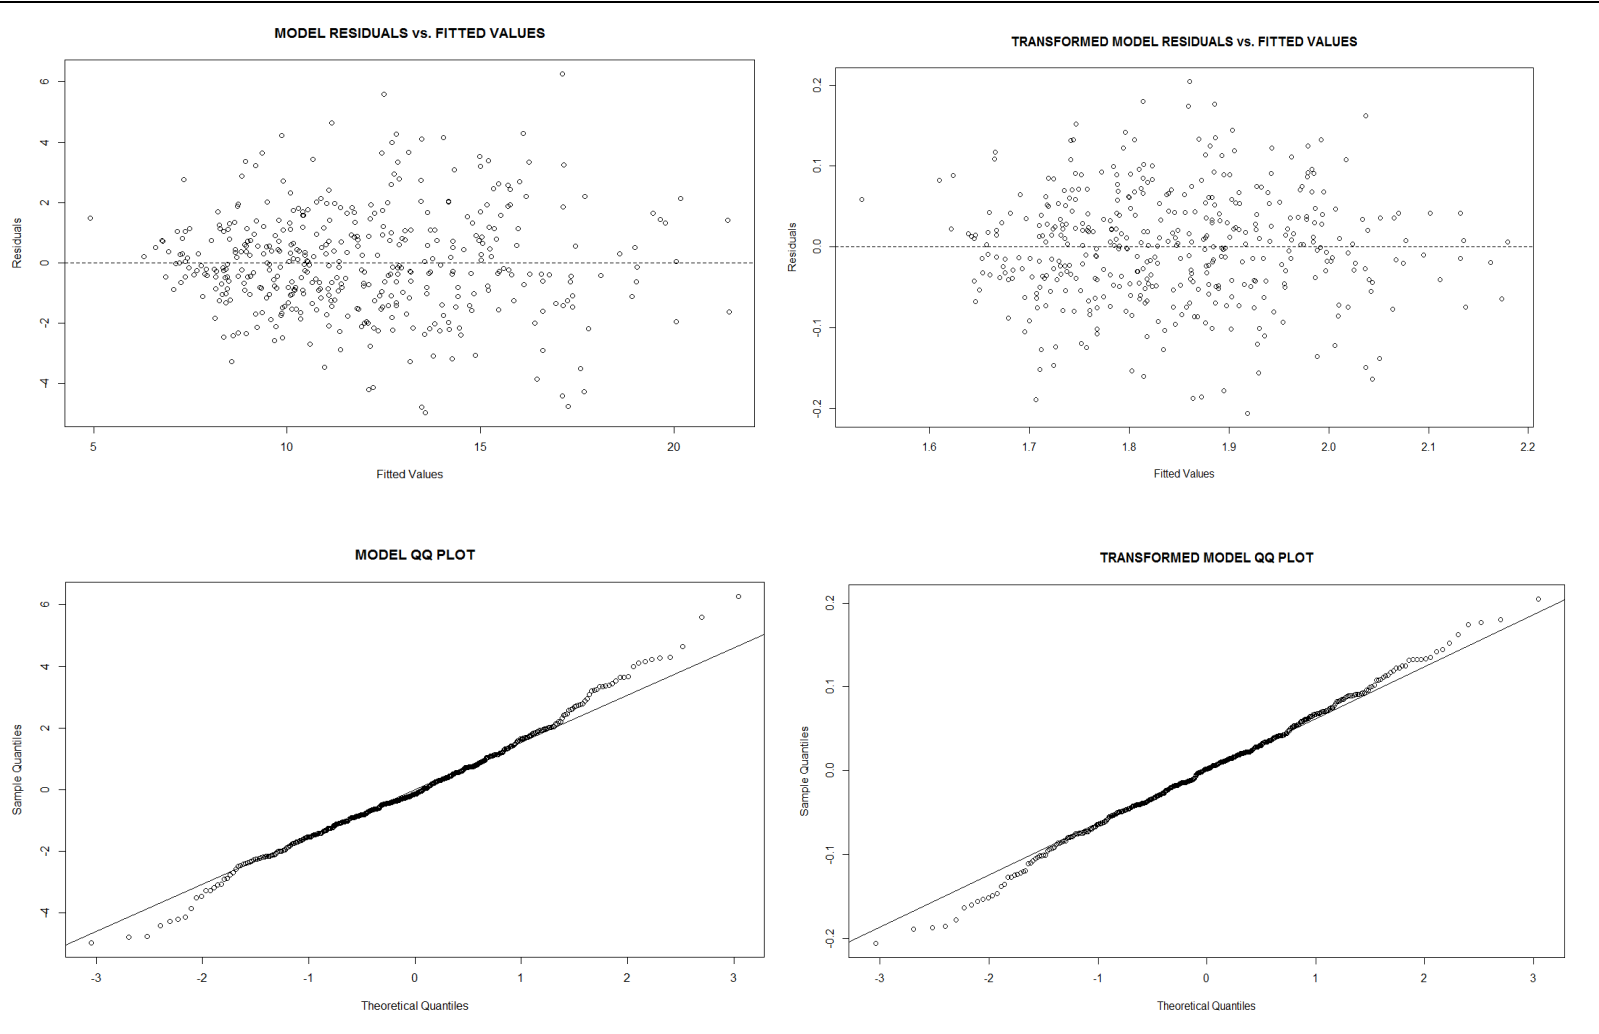 MODEL RESIDUALS vs. FITTED VALUES
6
4
2
0
-2
-4
Residuals
5 10 15 20
Fitted Values
TRANSFORMED MODEL RESIDUALS vs. FITTED VALUES
0.2
0.1
0.0
-0.1
-0.2
Residuals
1.6 1.7 1.8 1.9 2.0 2.1 2.2
Fitted Values
MODEL QQ PLOT
6
4
2
0
-2
-4
Sample Quantiles
-3 -2 -1 0 1 2 3
Theoretical Quantiles
TRANSFORMED MODEL QQ PLOT
0.2
0.1
0.0
-0.1
-0.2
Sample Quantiles
-3 -2 -1 0 1 2 3
Theoretical Quantiles